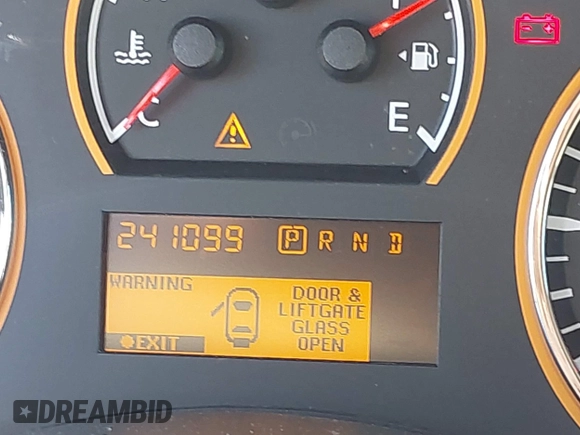 F
C
E
241099 P R N D
WARNING
DOOR &
LIFTGATE
GLASS
OPEN
EXIT
DREAMBID